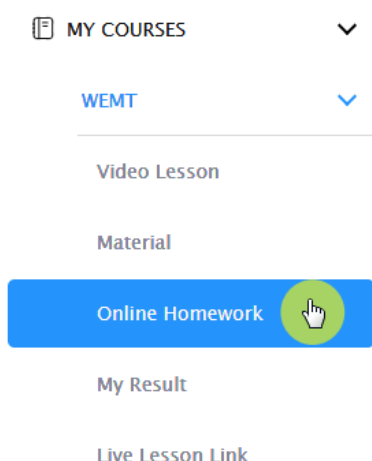 MY COURSES
WEMT
Video Lesson
Material
Online Homework
My Result
Live Lesson Link